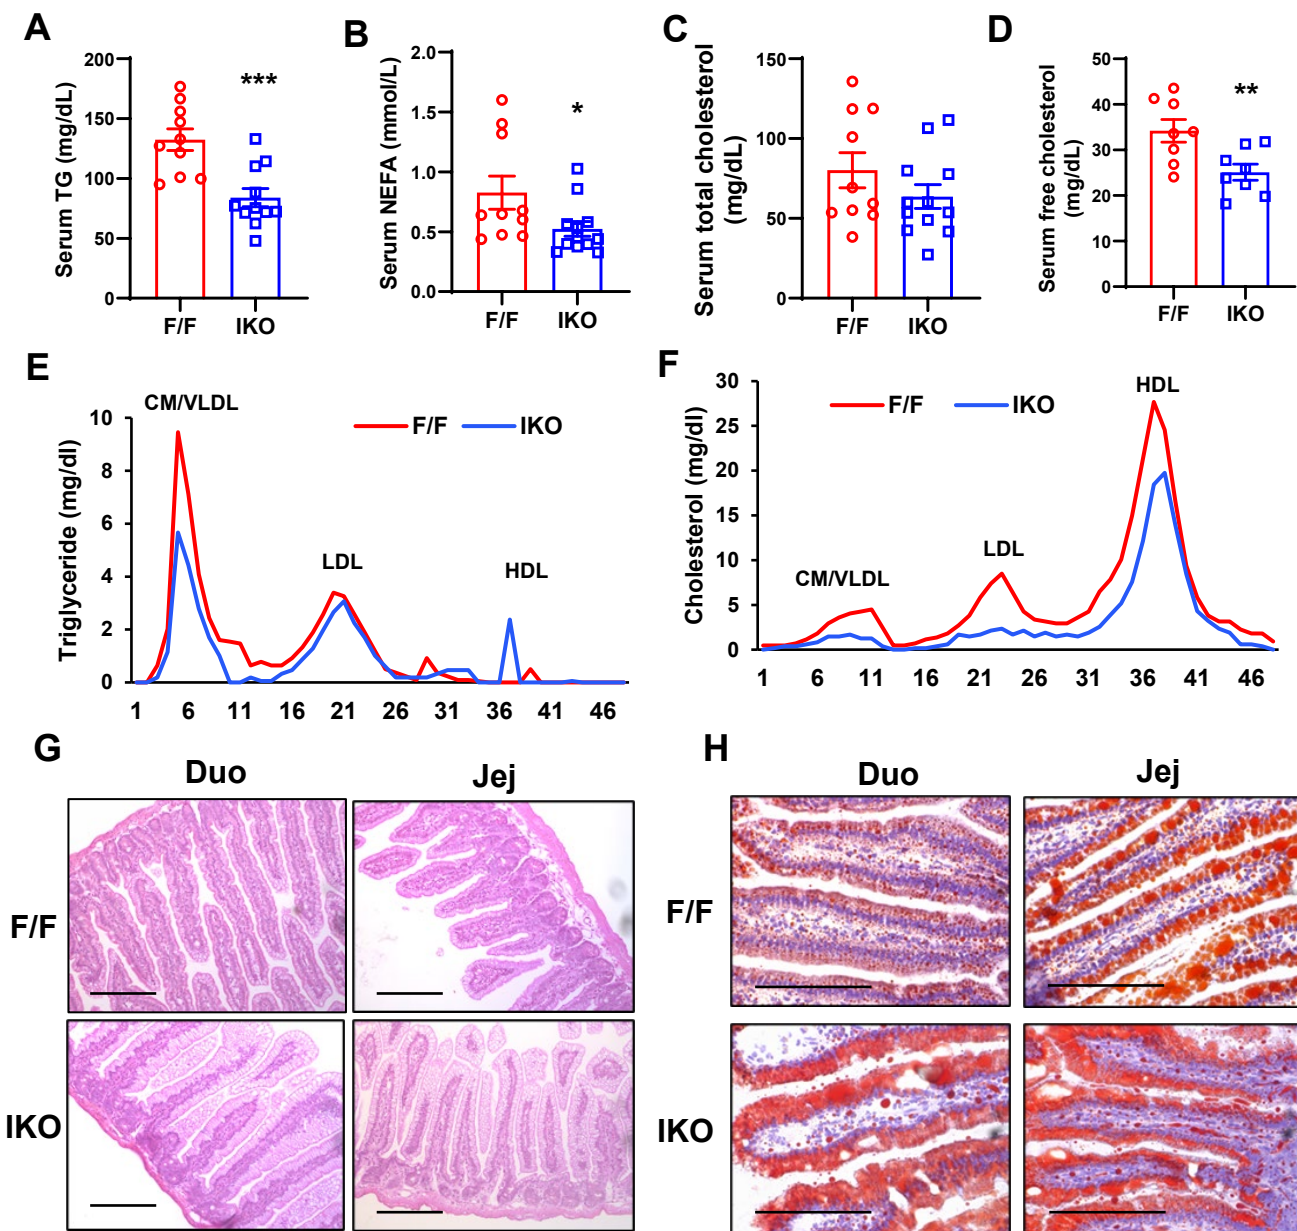 A
Serum TG (mg/dL)
200
150
100
50
0
***
F/F
IKO
B
Serum NEFA (mmol/L)
2.0
1.5
1.0
0.5
0.0
*
F/F
IKO
C
Serum total cholesterol
(mg/dL)
150
100
50
0
F/F
IKO
D
Serum free cholesterol
(mg/dL)
50
40
30
20
10
0
**
F/F
IKO
E
Triglyceride (mg/dl)
10
8
6
4
2
0
CM/VLDL
F/F
IKO
LDL
HDL
1 6 11 16 21 26 31 36 41 46
F
Cholesterol (mg/dl)
30
25
20
15
10
5
0
F/F
IKO
HDL
LDL
CM/VLDL
1 6 11 16 21 26 31 36 41 46
G
Duo
Jej
F/F
IKO
H
Duo
Jej
F/F
IKO